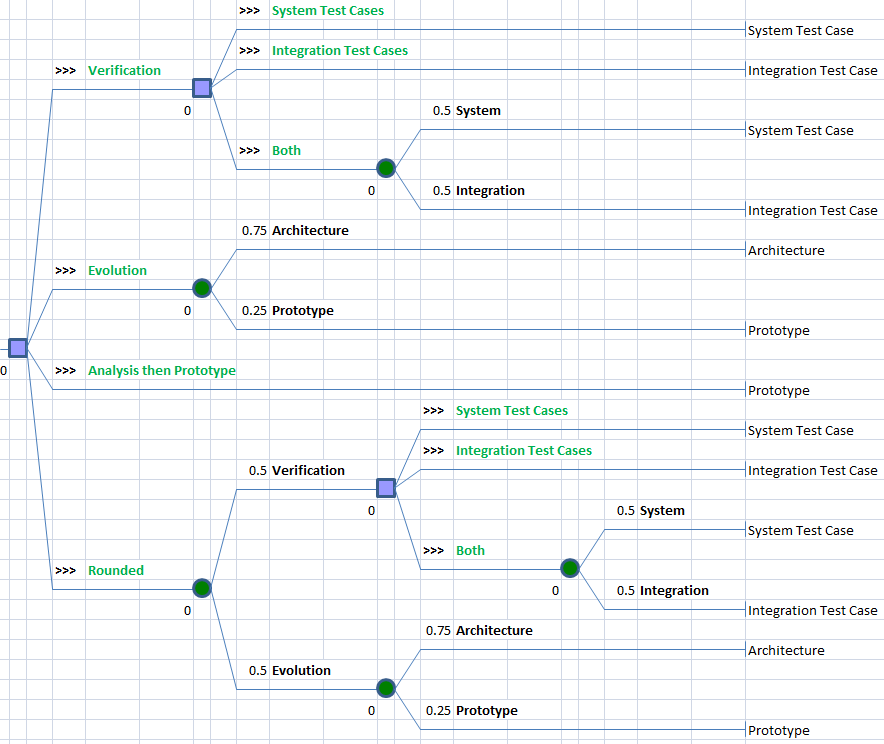 >>> System Test Cases
System Test Case
>>> Integration Test Cases
>>> Verification
Integration Test Case
0
0.5 System
System Test Case
>>> Both
0
0.5 Integration
Integration Test Case
0.75 Architecture
Architecture
>>> Evolution
0
0.25 Prototype
Prototype
0
>>> Analysis then Prototype
Prototype
>>> System Test Cases
System Test Case
>>> Integration Test Cases
0.5 Verification
Integration Test Case
0
0.5 System
System Test Case
>>> Both
>>> Rounded
0
0.5 Integration
0
Integration Test Case
0.75 Architecture
Architecture
0.5 Evolution
0
0.25 Prototype
Prototype